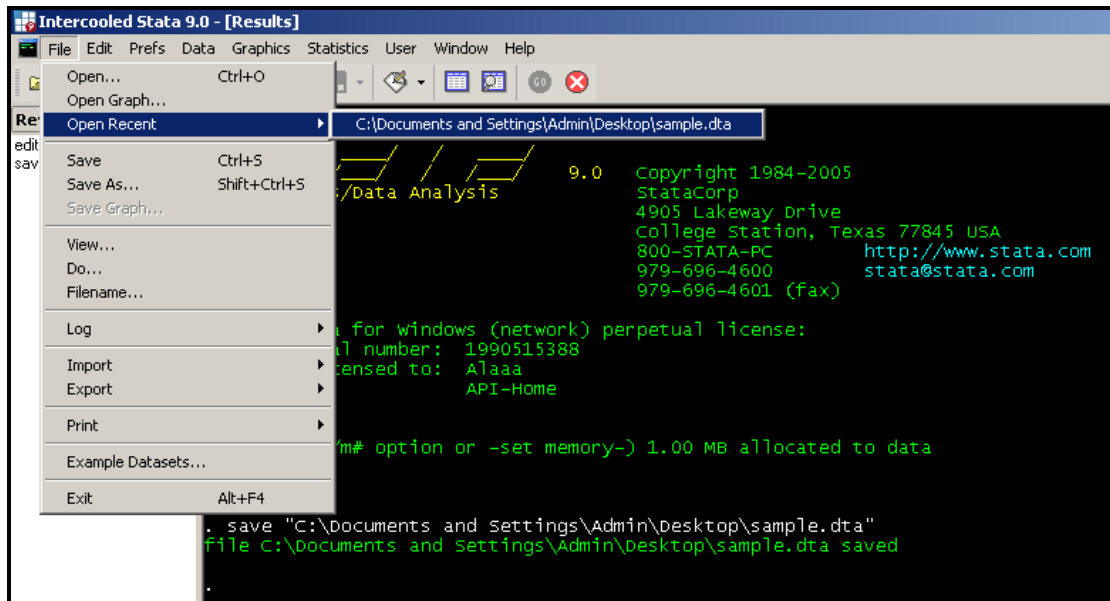 Intercooled Stata 9.0 - [Results]
File Edit Prefs Data Graphics Statistics User Window Help
Open... Ctrl+O
Open Graph...
Open Recent
C:\Documents and Settings\Admin\Desktop\sample.dta
Save Ctrl+S
Save As... Shift+Ctrl+S
Save Graph...
View...
Do...
Filename...
Log
Import
Export
Print
Example Datasets...
Exit Alt+F4
Re
edit
sav
GO
9.0 Copyright 1984-2005
/Data Analysis StataCorp
4905 Lakeway Drive
College Station, Texas 77845 USA
800-STATA-PC http://www.stata.com
979-696-4600 stata@stata.com
979-696-4601 (fax)
for Windows (network) perpetual license:
l number: 1990515388
ensed to: Alaaa
API-Home
/m# option or -set memory-) 1.00 MB allocated to data
. save "C:\Documents and Settings\Admin\Desktop\sample.dta"
file C:\Documents and Settings\Admin\Desktop\sample.dta saved
.